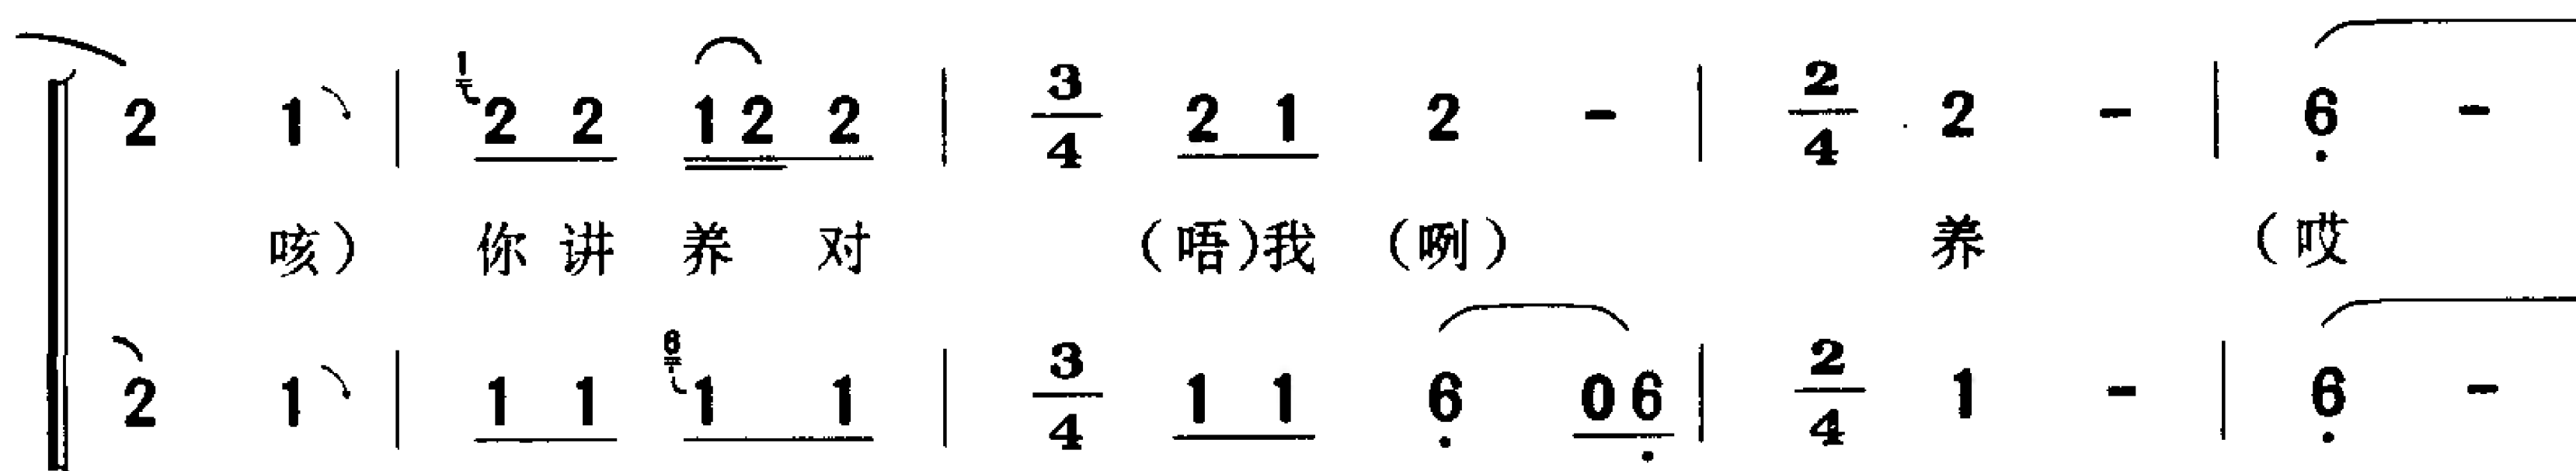 2 1 | 1 2 2 1 2 2 | 3/4 2 1 2 - | 2/4 2 - | 6 -
咳） 你 讲 养 对 （唔）我 （咧） 养 （哎
2 1 | 1 1 6 1 1 | 3/4 1 1 6 0 6 | 2/4 1 - | 6 -